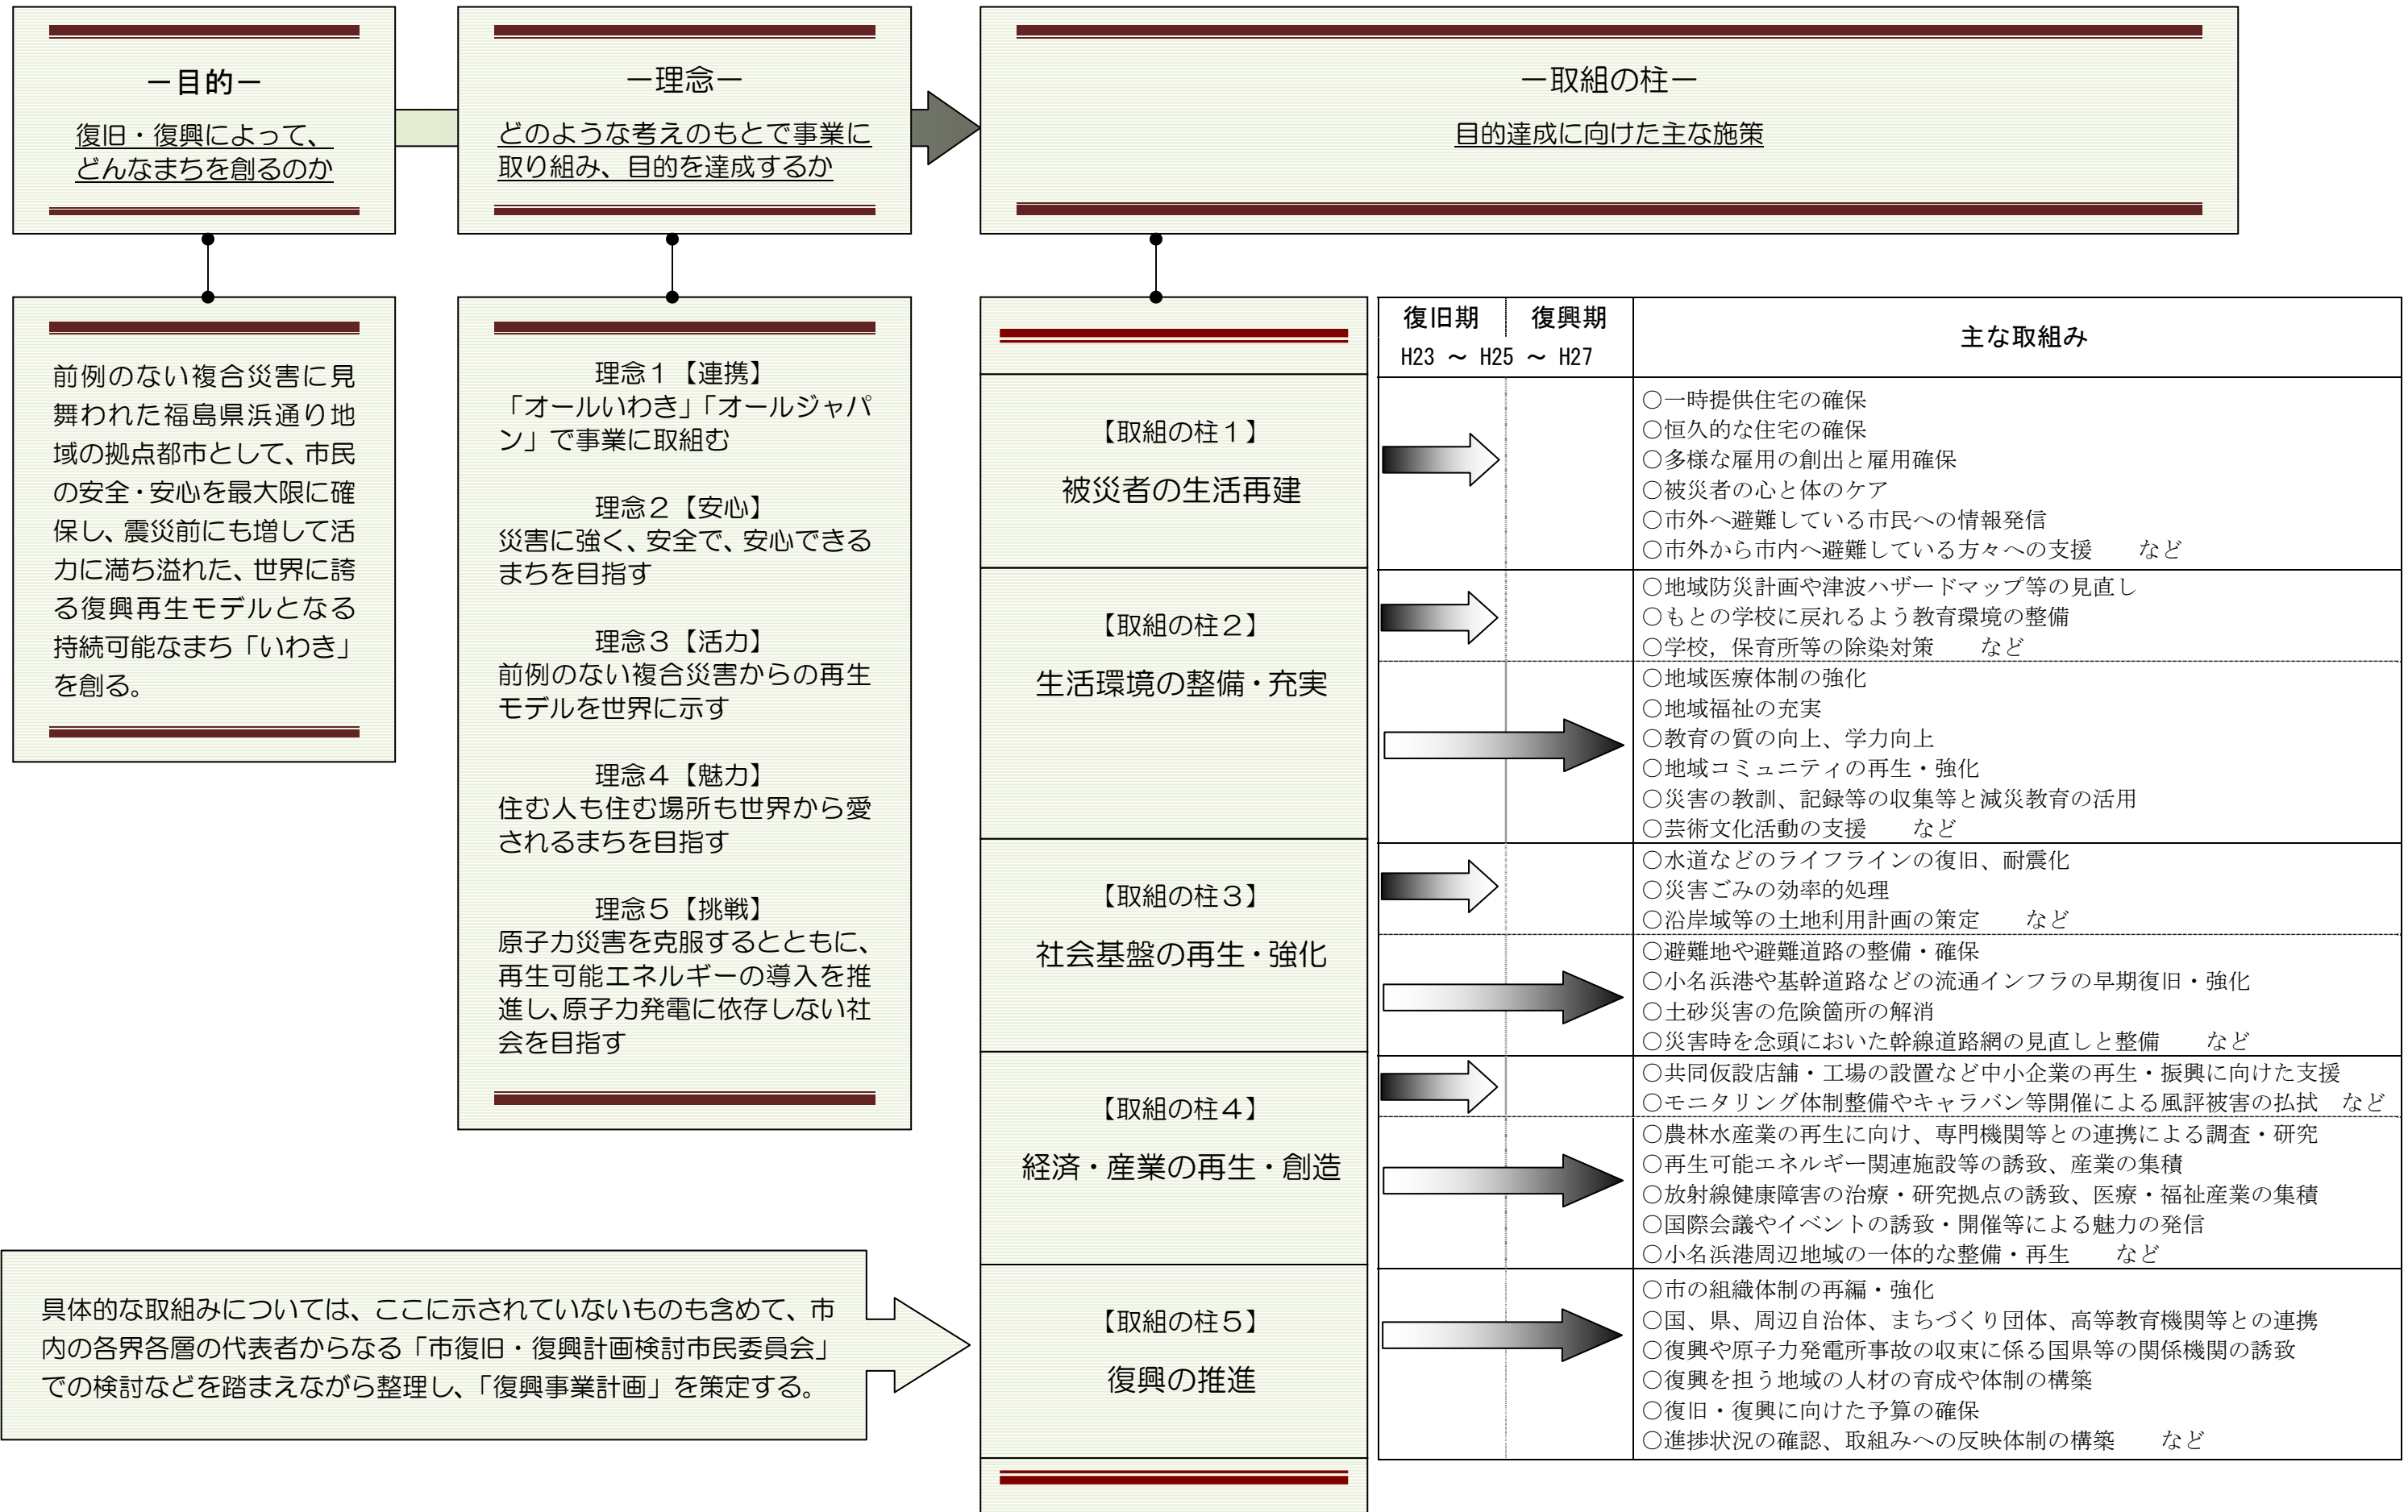 －目的－
復旧・復興によって、
どんなまちを創るのか
－理念－
どのような考えのもとで事業に
取り組み、目的を達成するか
－取組の柱－
目的達成に向けた主な施策
前例のない複合災害に見
舞われた福島県浜通り地
域の拠点都市として、市民
の安全・安心を最大限に確
保し、震災前にも増して活
力に満ち溢れた、世界に誇
る復興再生モデルとなる
持続可能なまち「いわき」
を創る。
理念１【連携】
「オールいわき」「オールジャパ
ン」で事業に取組む
理念２【安心】
災害に強く、安全で、安心できる
まちを目指す
理念３【活力】
前例のない複合災害からの再生
モデルを世界に示す
理念４【魅力】
住む人も住む場所も世界から愛
されるまちを目指す
理念５【挑戦】
原子力災害を克服するとともに、
再生可能エネルギーの導入を推
進し、原子力発電に依存しない社
会を目指す
具体的な取組みについては、ここに示されていないものも含めて、市
内の各界各層の代表者からなる「市復旧・復興計画検討市民委員会」
での検討などを踏まえながら整理し、「復興事業計画」を策定する。
復旧期 復興期
H23 ～ H25 ～ H27
主な取組み
【取組の柱１】
被災者の生活再建
○一時提供住宅の確保
○恒久的な住宅の確保
○多様な雇用の創出と雇用確保
○被災者の心と体のケア
○市外へ避難している市民への情報発信
○市外から市内へ避難している方々への支援　　など
【取組の柱２】
生活環境の整備・充実
○地域防災計画や津波ハザードマップ等の見直し
○もとの学校に戻れるよう教育環境の整備
○学校，保育所等の除染対策　　など
○地域医療体制の強化
○地域福祉の充実
○教育の質の向上、学力向上
○地域コミュニティの再生・強化
○災害の教訓、記録等の収集等と減災教育の活用
○芸術文化活動の支援　　など
【取組の柱３】
社会基盤の再生・強化
○水道などのライフラインの復旧、耐震化
○災害ごみの効率的処理
○沿岸域等の土地利用計画の策定　　など
○避難地や避難道路の整備・確保
○小名浜港や基幹道路などの流通インフラの早期復旧・強化
○土砂災害の危険箇所の解消
○災害時を念頭においた幹線道路網の見直しと整備　　など
【取組の柱４】
経済・産業の再生・創造
○共同仮設店舗・工場の設置など中小企業の再生・振興に向けた支援
○モニタリング体制整備やキャラバン等開催による風評被害の払拭　など
○農林水産業の再生に向け、専門機関等との連携による調査・研究
○再生可能エネルギー関連施設等の誘致、産業の集積
○放射線健康障害の治療・研究拠点の誘致、医療・福祉産業の集積
○国際会議やイベントの誘致・開催等による魅力の発信
○小名浜港周辺地域の一体的な整備・再生　　など
【取組の柱５】
復興の推進
○市の組織体制の再編・強化
○国、県、周辺自治体、まちづくり団体、高等教育機関等との連携
○復興や原子力発電所事故の収束に係る国県等の関係機関の誘致
○復興を担う地域の人材の育成や体制の構築
○復旧・復興に向けた予算の確保
○進捗状況の確認、取組みへの反映体制の構築　　など